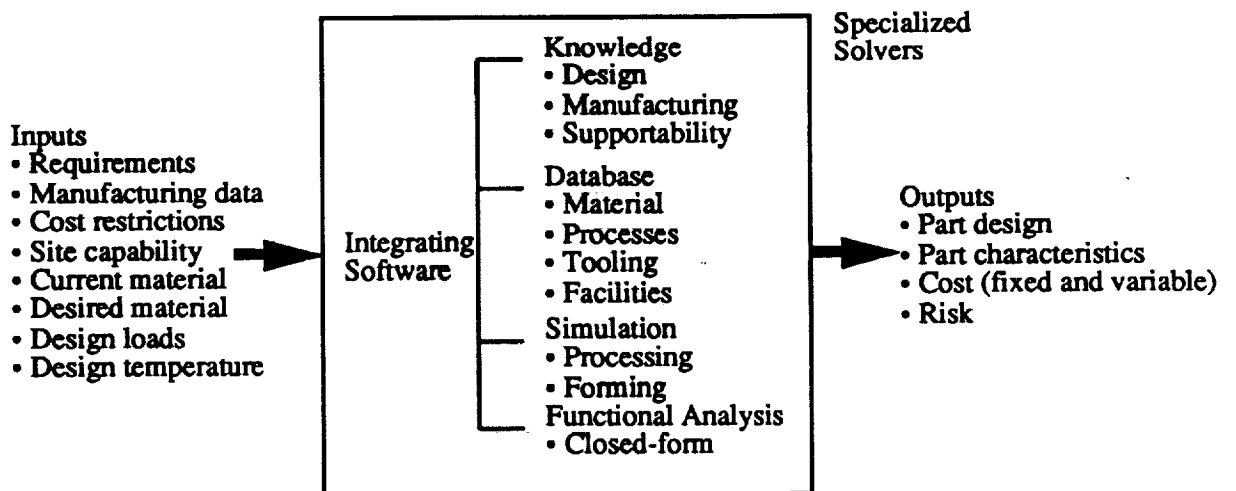 Inputs
• Requirements
• Manufacturing data
• Cost restrictions
• Site capability
• Current material
• Desired material
• Design loads
• Design temperature
Integrating
Software
Knowledge
• Design
• Manufacturing
• Supportability
Database
• Material
• Processes
• Tooling
• Facilities
Simulation
• Processing
• Forming
Functional Analysis
• Closed-form
Specialized
Solvers
Outputs
• Part design
• Part characteristics
• Cost (fixed and variable)
• Risk